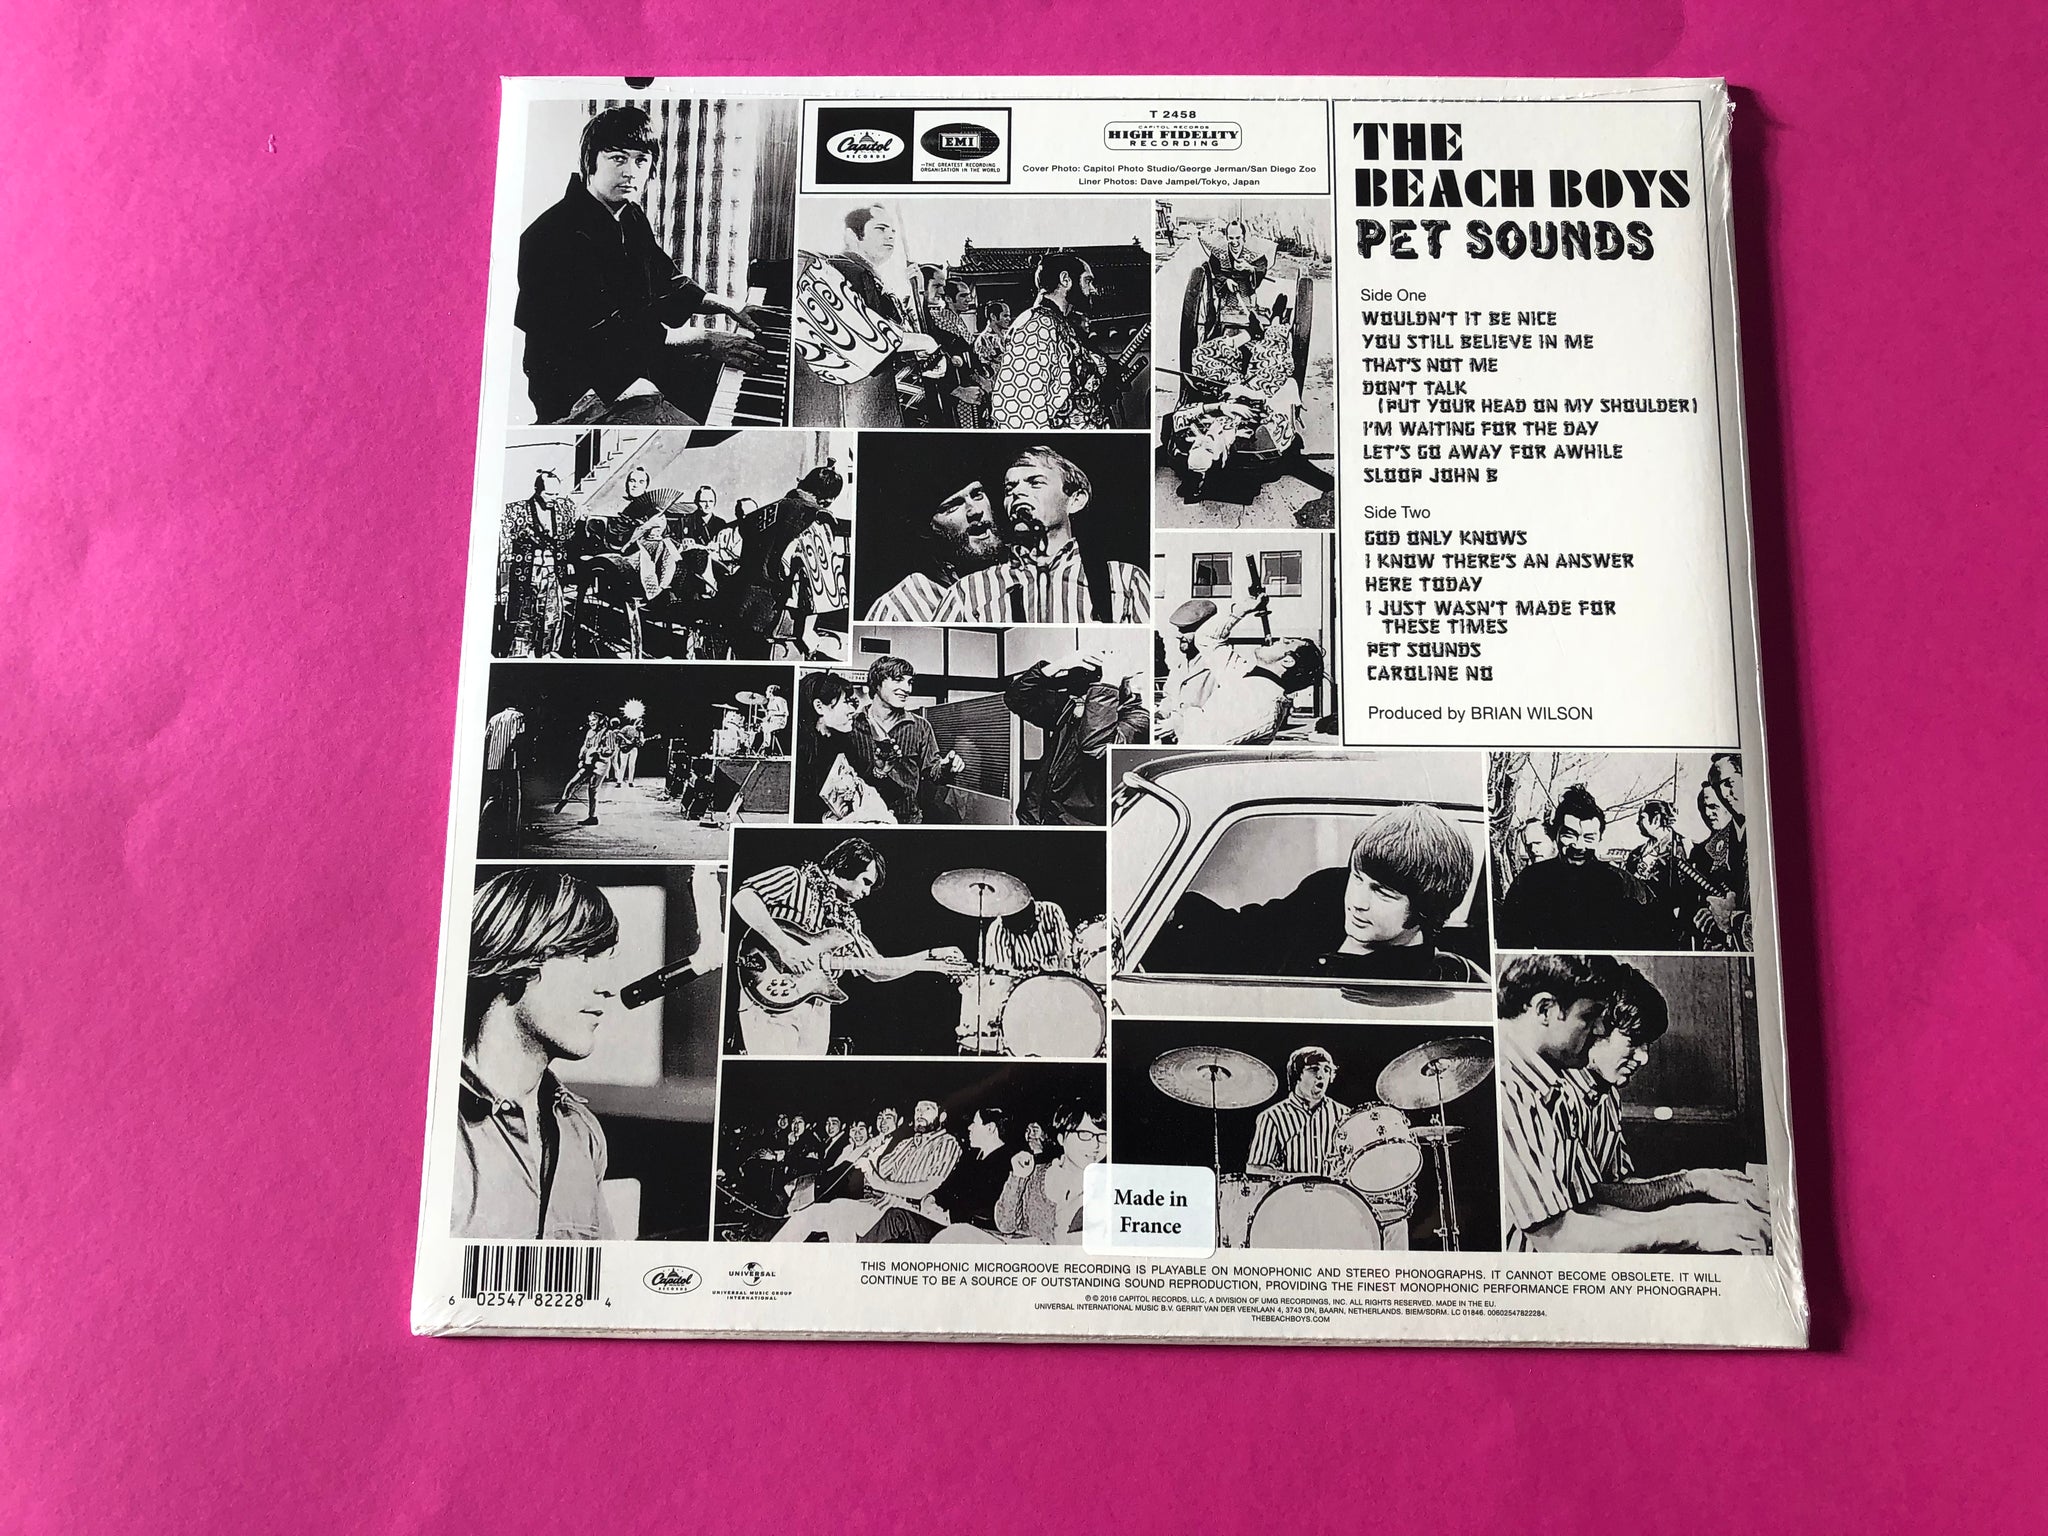 Capitol
RECORDS
EMI
—THE GREATEST RECORDING
ORGANISATION IN THE WORLD
T 2458
CAPITOL RECORDS
HIGH FIDELITY
RECORDING
Cover Photo: Capitol Photo Studio/George Jerman/San Diego Zoo
Liner Photos: Dave Jampel/Tokyo, Japan
THE
BEACH BOYS
PET SOUNDS
Side One
WOULDN'T IT BE NICE
YOU STILL BELIEVE IN ME
THAT'S NOT ME
DON'T TALK
(PUT YOUR HEAD ON MY SHOULDER)
I'M WAITING FOR THE DAY
LET'S GO AWAY FOR AWHILE
SLOOP JOHN B
Side Two
GOD ONLY KNOWS
I KNOW THERE'S AN ANSWER
HERE TODAY
I JUST WASN'T MADE FOR
THESE TIMES
PET SOUNDS
CAROLINE NO
Produced by BRIAN WILSON
Made in
France
6 02547 82228 4
Capitol
RECORDS
UNIVERSAL
UNIVERSAL MUSIC GROUP
INTERNATIONAL
THIS MONOPHONIC MICROGROOVE RECORDING IS PLAYABLE ON MONOPHONIC AND STEREO PHONOGRAPHS. IT CANNOT BECOME OBSOLETE. IT WILL
CONTINUE TO BE A SOURCE OF OUTSTANDING SOUND REPRODUCTION, PROVIDING THE FINEST MONOPHONIC PERFORMANCE FROM ANY PHONOGRAPH.
℗ © 2016 CAPITOL RECORDS, LLC, A DIVISION OF UMG RECORDINGS, INC. ALL RIGHTS RESERVED. MADE IN THE EU.
UNIVERSAL INTERNATIONAL MUSIC B.V. GERRIT VAN DER VEENLAAN 4, 3743 DN, BAARN, NETHERLANDS. BIEM/SDRM. LC 01846. 00602547822284.
THEBEACHBOYS.COM